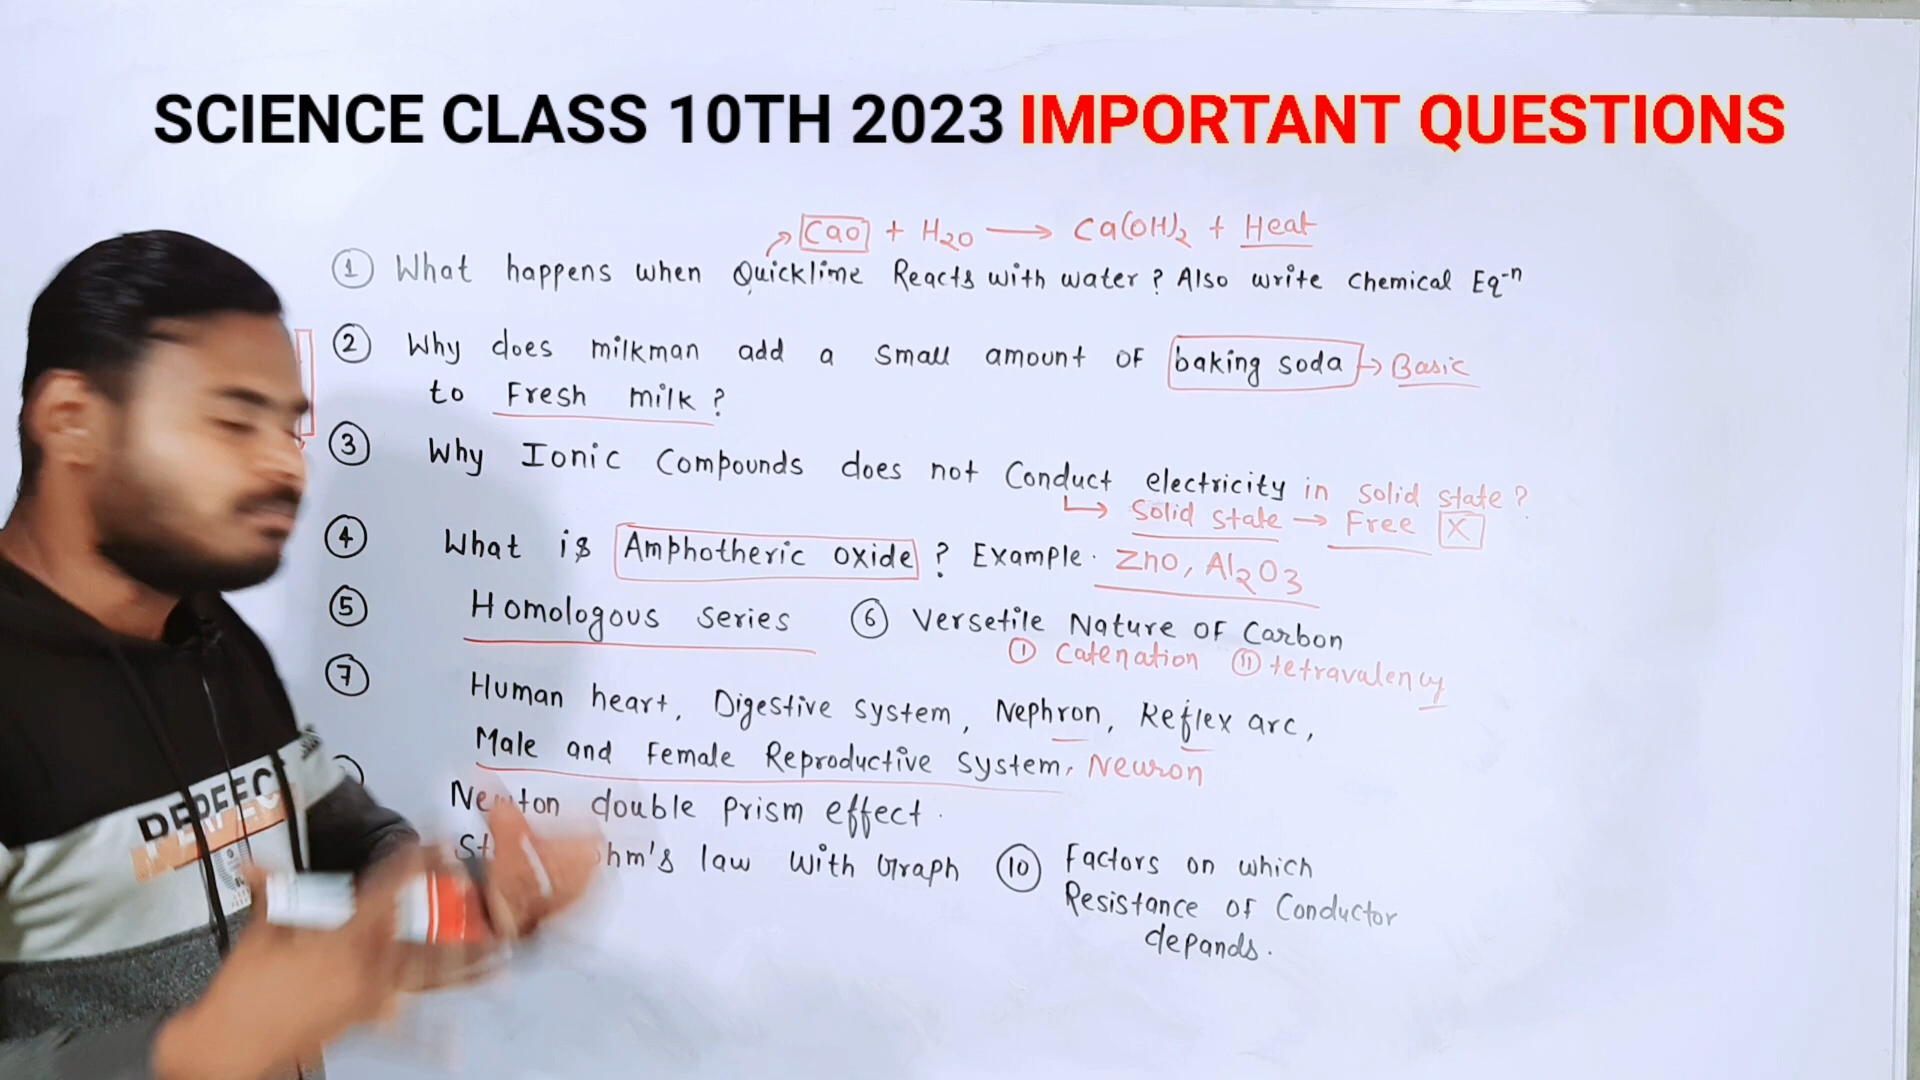 SCIENCE CLASS 10TH 2023 IMPORTANT QUESTIONS
CaO + H2O → Ca(OH)2 + Heat
① What happens when Quicklime Reacts with water? Also write chemical Eq-n
② Why does milkman add a small amount of baking soda → Basic
to Fresh milk?
③ Why Ionic Compounds does not Conduct electricity in solid state?
↳ Solid state → Free X
④ What is Amphotheric oxide? Example. ZnO, Al2O3
⑤ Homologous series ⑥ Versetile Nature of Carbon
① Catenation ⑪ tetravalency
⑦ Human heart, Digestive system, Nephron, Reflex arc,
Male and Female Reproductive System, Neuron
Newton double prism effect.
ohm's law with Graph ⑩ Factors on which
Resistance of Conductor
depands.
PERFEC